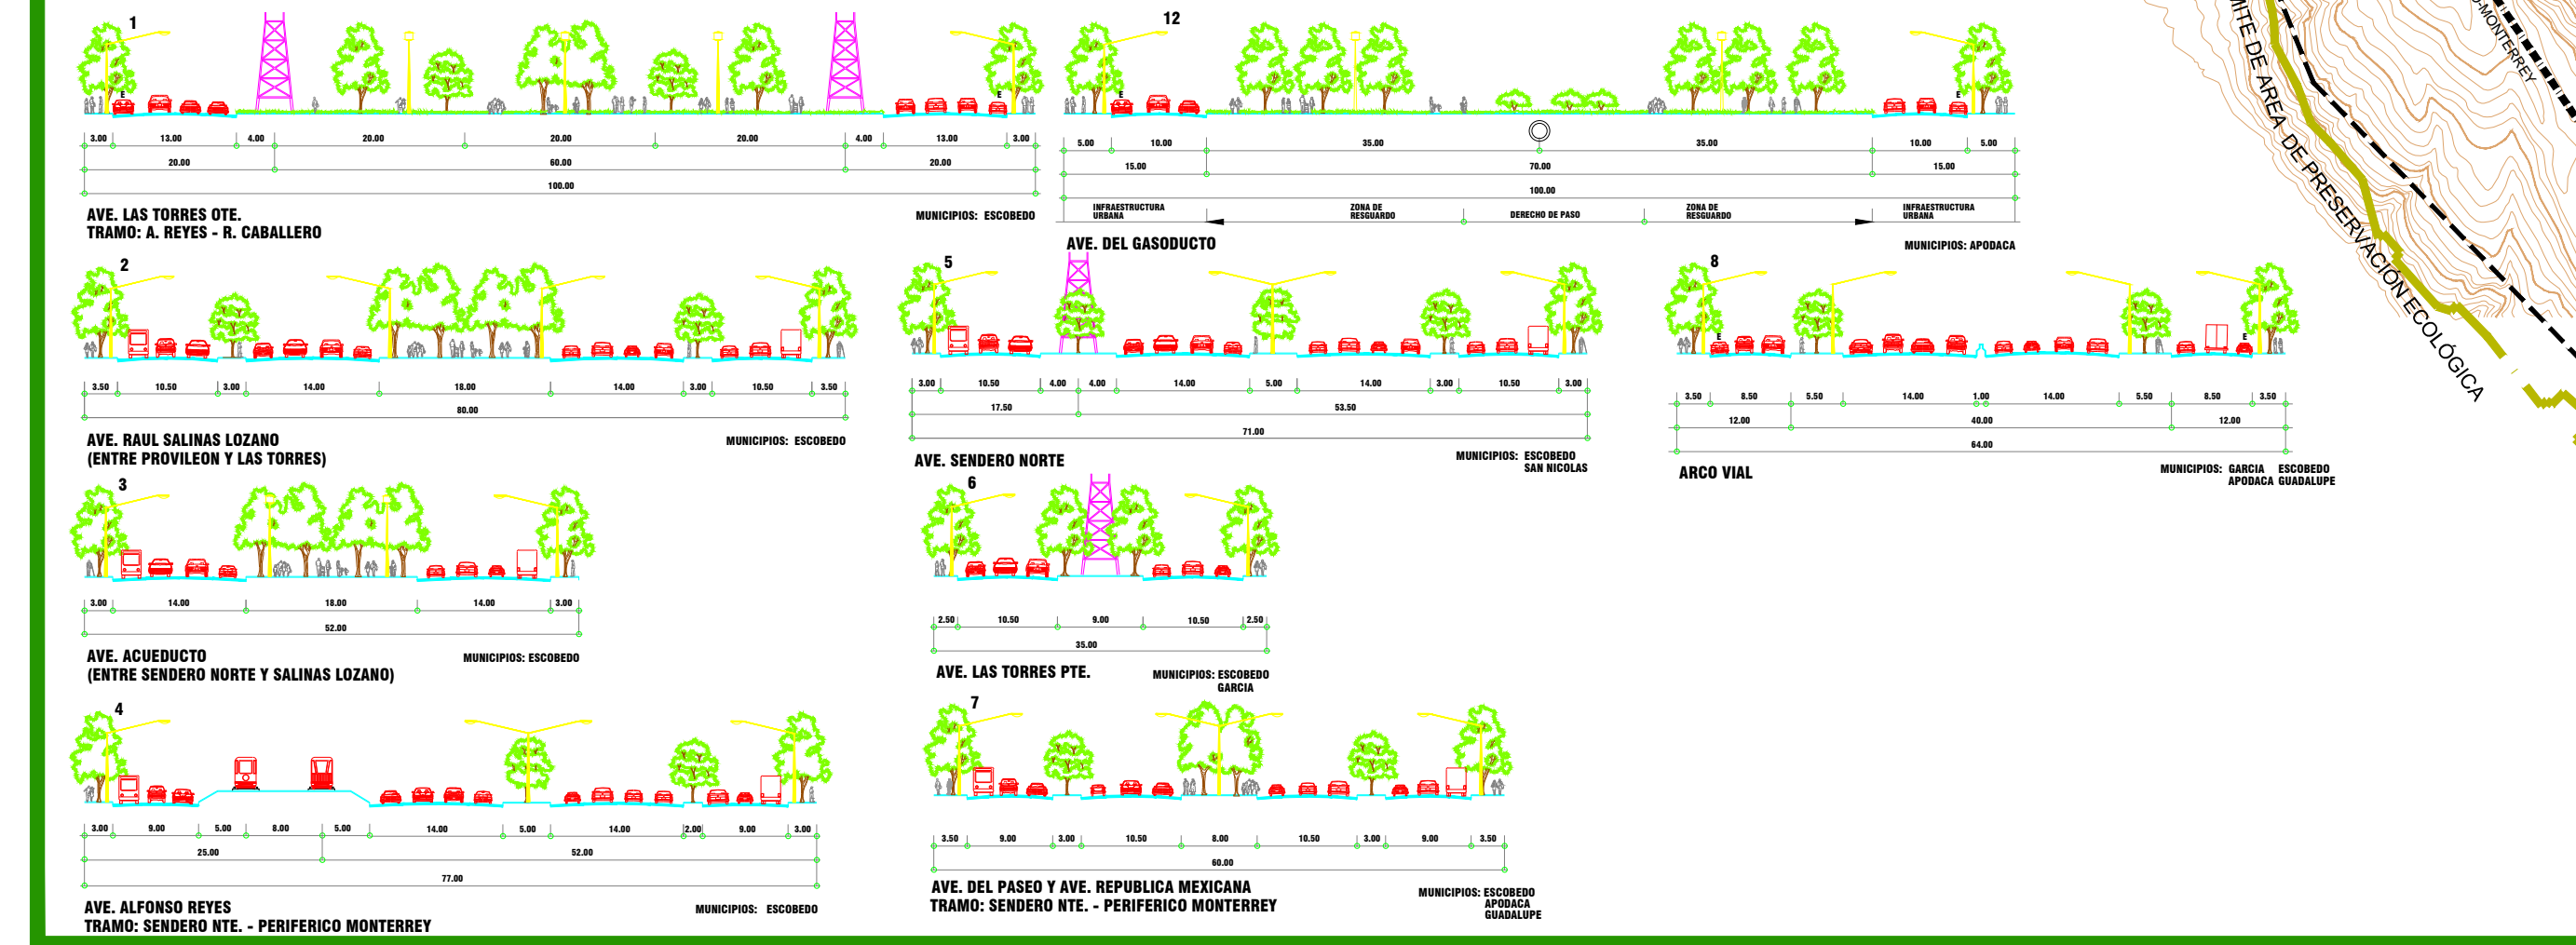 1
E
E
3.00 13.00 4.00 20.00 20.00 20.00 4.00 13.00 3.00
20.00 60.00 20.00
100.00
AVE. LAS TORRES OTE.
TRAMO: A. REYES - R. CABALLERO
MUNICIPIOS: ESCOBEDO
12
E
E
5.00 10.00 35.00 35.00 10.00 5.00
15.00 70.00 15.00
100.00
INFRAESTRUCTURA
URBANA
ZONA DE
RESGUARDO
DERECHO DE PASO
ZONA DE
RESGUARDO
INFRAESTRUCTURA
URBANA
AVE. DEL GASODUCTO
MUNICIPIOS: APODACA
2
3.50 10.50 3.00 14.00 18.00 14.00 3.00 10.50 3.50
80.00
AVE. RAUL SALINAS LOZANO
(ENTRE PROVILEON Y LAS TORRES)
MUNICIPIOS: ESCOBEDO
5
3.00 10.50 4.00 4.00 14.00 5.00 14.00 3.00 10.50 3.00
17.50 53.50
71.00
AVE. SENDERO NORTE
MUNICIPIOS: ESCOBEDO
SAN NICOLAS
8
E
E
3.50 8.50 5.50 14.00 1.00 14.00 5.50 8.50 3.50
12.00 40.00 12.00
64.00
ARCO VIAL
MUNICIPIOS: GARCIA ESCOBEDO
APODACA GUADALUPE
3
3.00 14.00 18.00 14.00 3.00
52.00
AVE. ACUEDUCTO
(ENTRE SENDERO NORTE Y SALINAS LOZANO)
MUNICIPIOS: ESCOBEDO
6
2.50 10.50 9.00 10.50 2.50
35.00
AVE. LAS TORRES PTE.
MUNICIPIOS: ESCOBEDO
GARCIA
4
3.00 9.00 5.00 8.00 5.00 14.00 5.00 14.00 2.00 9.00 3.00
25.00 52.00
77.00
AVE. ALFONSO REYES
TRAMO: SENDERO NTE. - PERIFERICO MONTERREY
MUNICIPIOS: ESCOBEDO
7
3.50 9.00 3.00 10.50 8.00 10.50 3.00 9.00 3.50
60.00
AVE. DEL PASEO Y AVE. REPUBLICA MEXICANA
TRAMO: SENDERO NTE. - PERIFERICO MONTERREY
MUNICIPIOS: ESCOBEDO
APODACA
GUADALUPE
MITE DE AREA DE PRESERVACIÓN ECOLÓGICA
O-MONTERREY